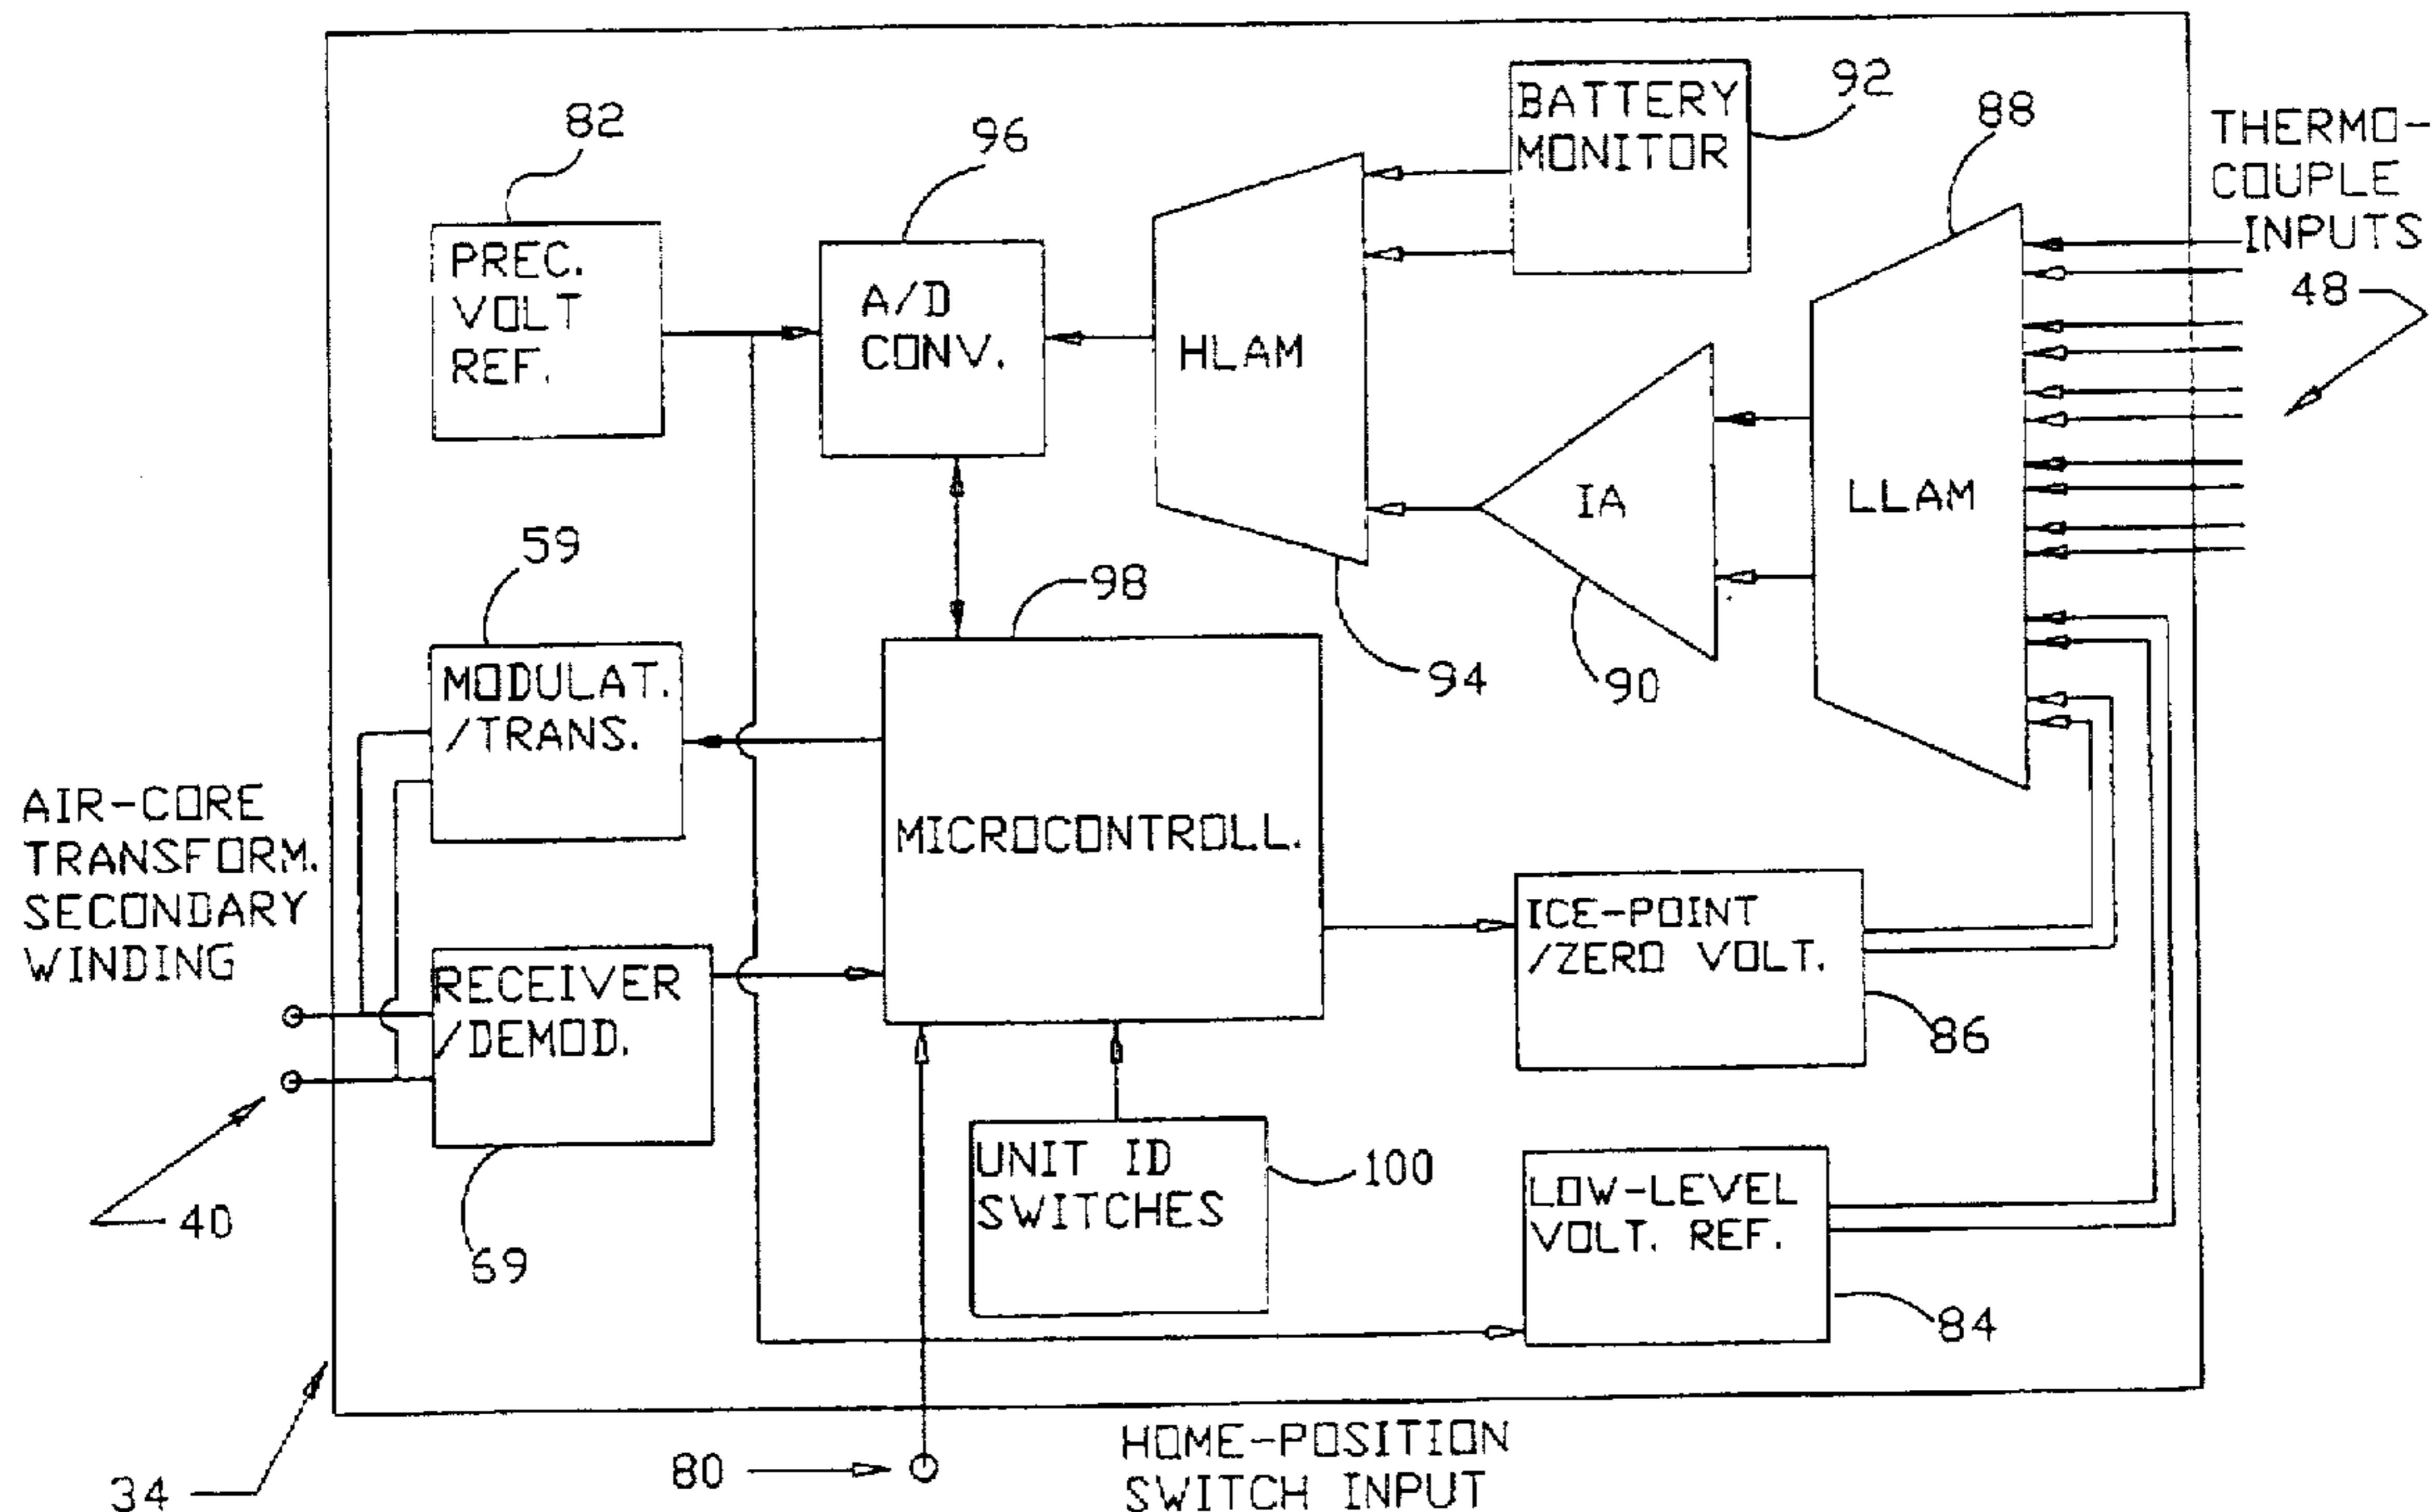 82
96
BATTERY
MONITOR
92
88
THERMO-
COUPLE
INPUTS
48
PREC.
VOLT
REF.
A/D
CONV.
HLAM
IA
LLAM
59
98
94
90
MODULAT.
/TRANS.
MICROCONTROLL.
AIR-CORE
TRANSFORM.
SECONDARY
WINDING
ICE-POINT
/ZERO VOLT.
86
RECEIVER
/DEMOD.
69
40
UNIT ID
SWITCHES
100
LOW-LEVEL
VOLT. REF.
84
34
80
HOME-POSITION
SWITCH INPUT